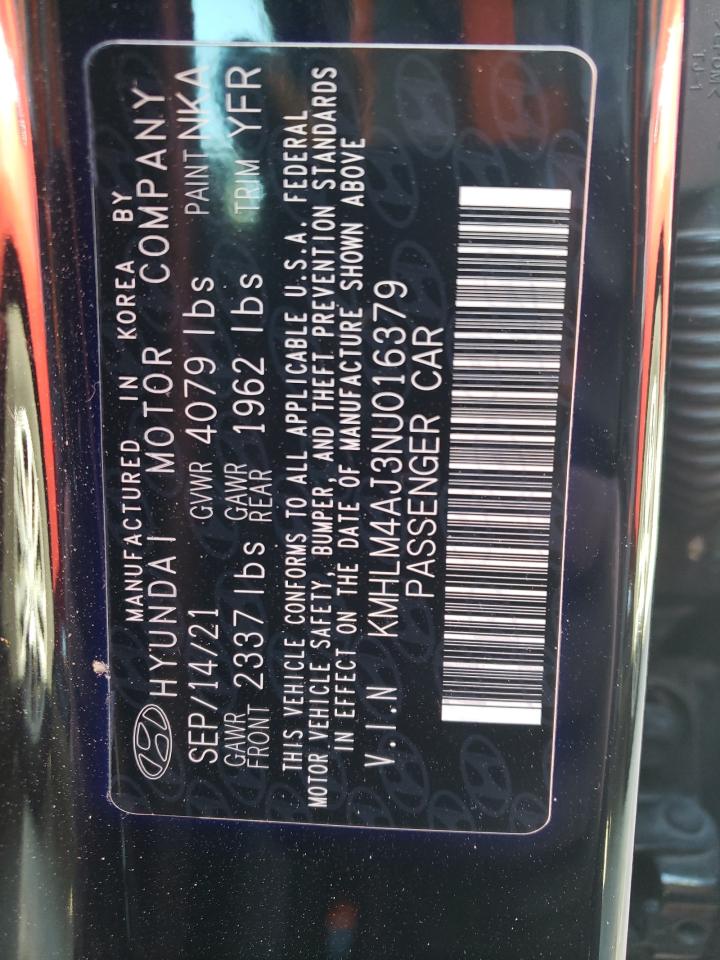 MANUFACTURED IN KOREA BY
HYUNDAI MOTOR COMPANY
SEP/14/21 GVWR 4079 lbs PAINT NKA
GAWR FRONT 2337 lbs GAWR REAR 1962 lbs TRIM YFR
THIS VEHICLE CONFORMS TO ALL APPLICABLE U.S.A. FEDERAL
MOTOR VEHICLE SAFETY, BUMPER, AND THEFT PREVENTION STANDARDS
IN EFFECT ON THE DATE OF MANUFACTURE SHOWN ABOVE
V.I.N KMHLM4AJ3NU016379
PASSENGER CAR
TJ-1